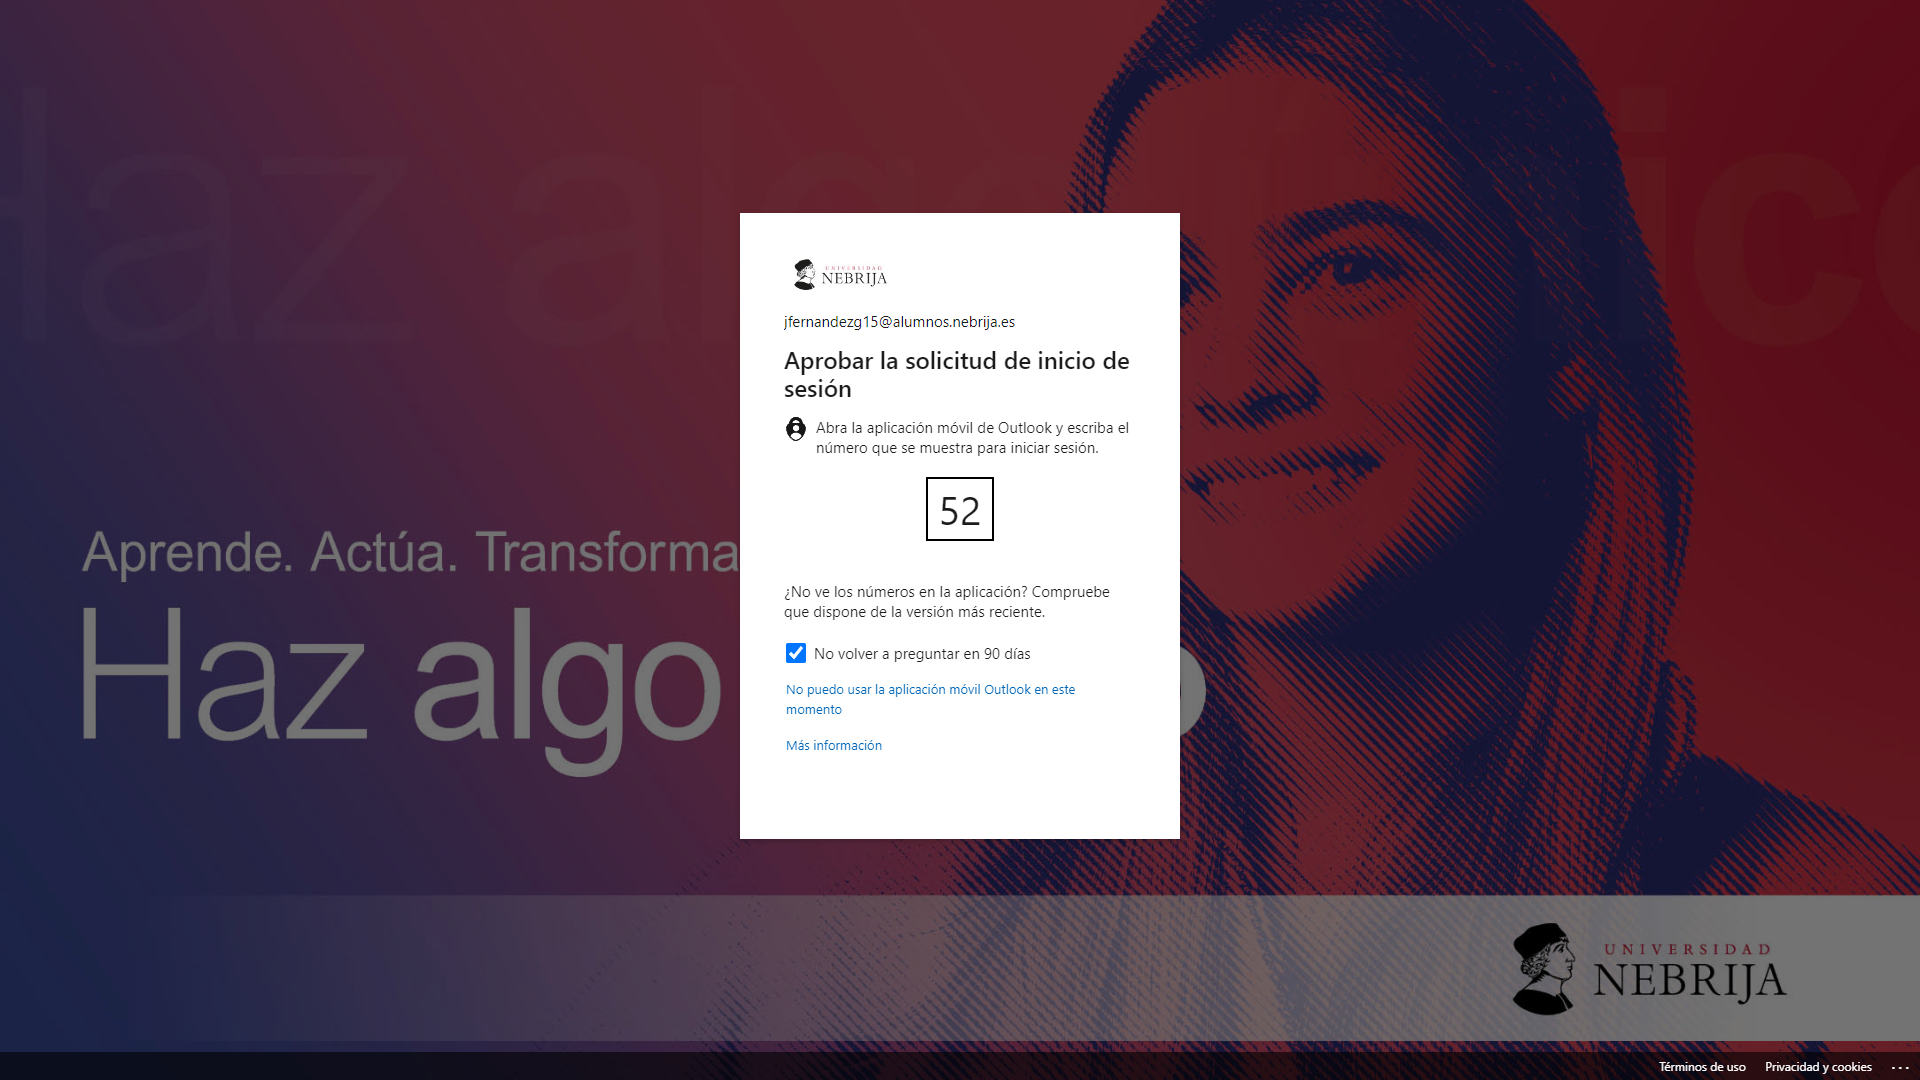 UNIVERSIDAD
NEBRIJA
jfernandezg15@alumnos.nebrija.es
Aprobar la solicitud de inicio de
sesión
Abra la aplicación móvil de Outlook y escriba el
número que se muestra para iniciar sesión.
52
¿No ve los números en la aplicación? Compruebe
que dispone de la versión más reciente.
No volver a preguntar en 90 días
No puedo usar la aplicación móvil Outlook en este
momento
Más información
Haz algo
Aprende. Actúa. Transforma
Haz algo
UNIVERSIDAD
NEBRIJA
Términos de uso
Privacidad y cookies
...